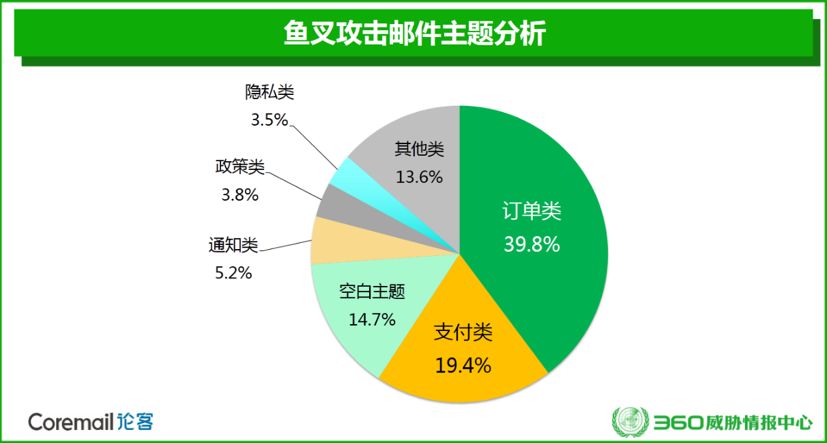 鱼叉攻击邮件主题分析
隐私类
3.5%
政策类
3.8%
通知类
5.2%
其他类
13.6%
订单类
39.8%
空白主题
14.7%
支付类
19.4%
Coremail论客
360威胁情报中心